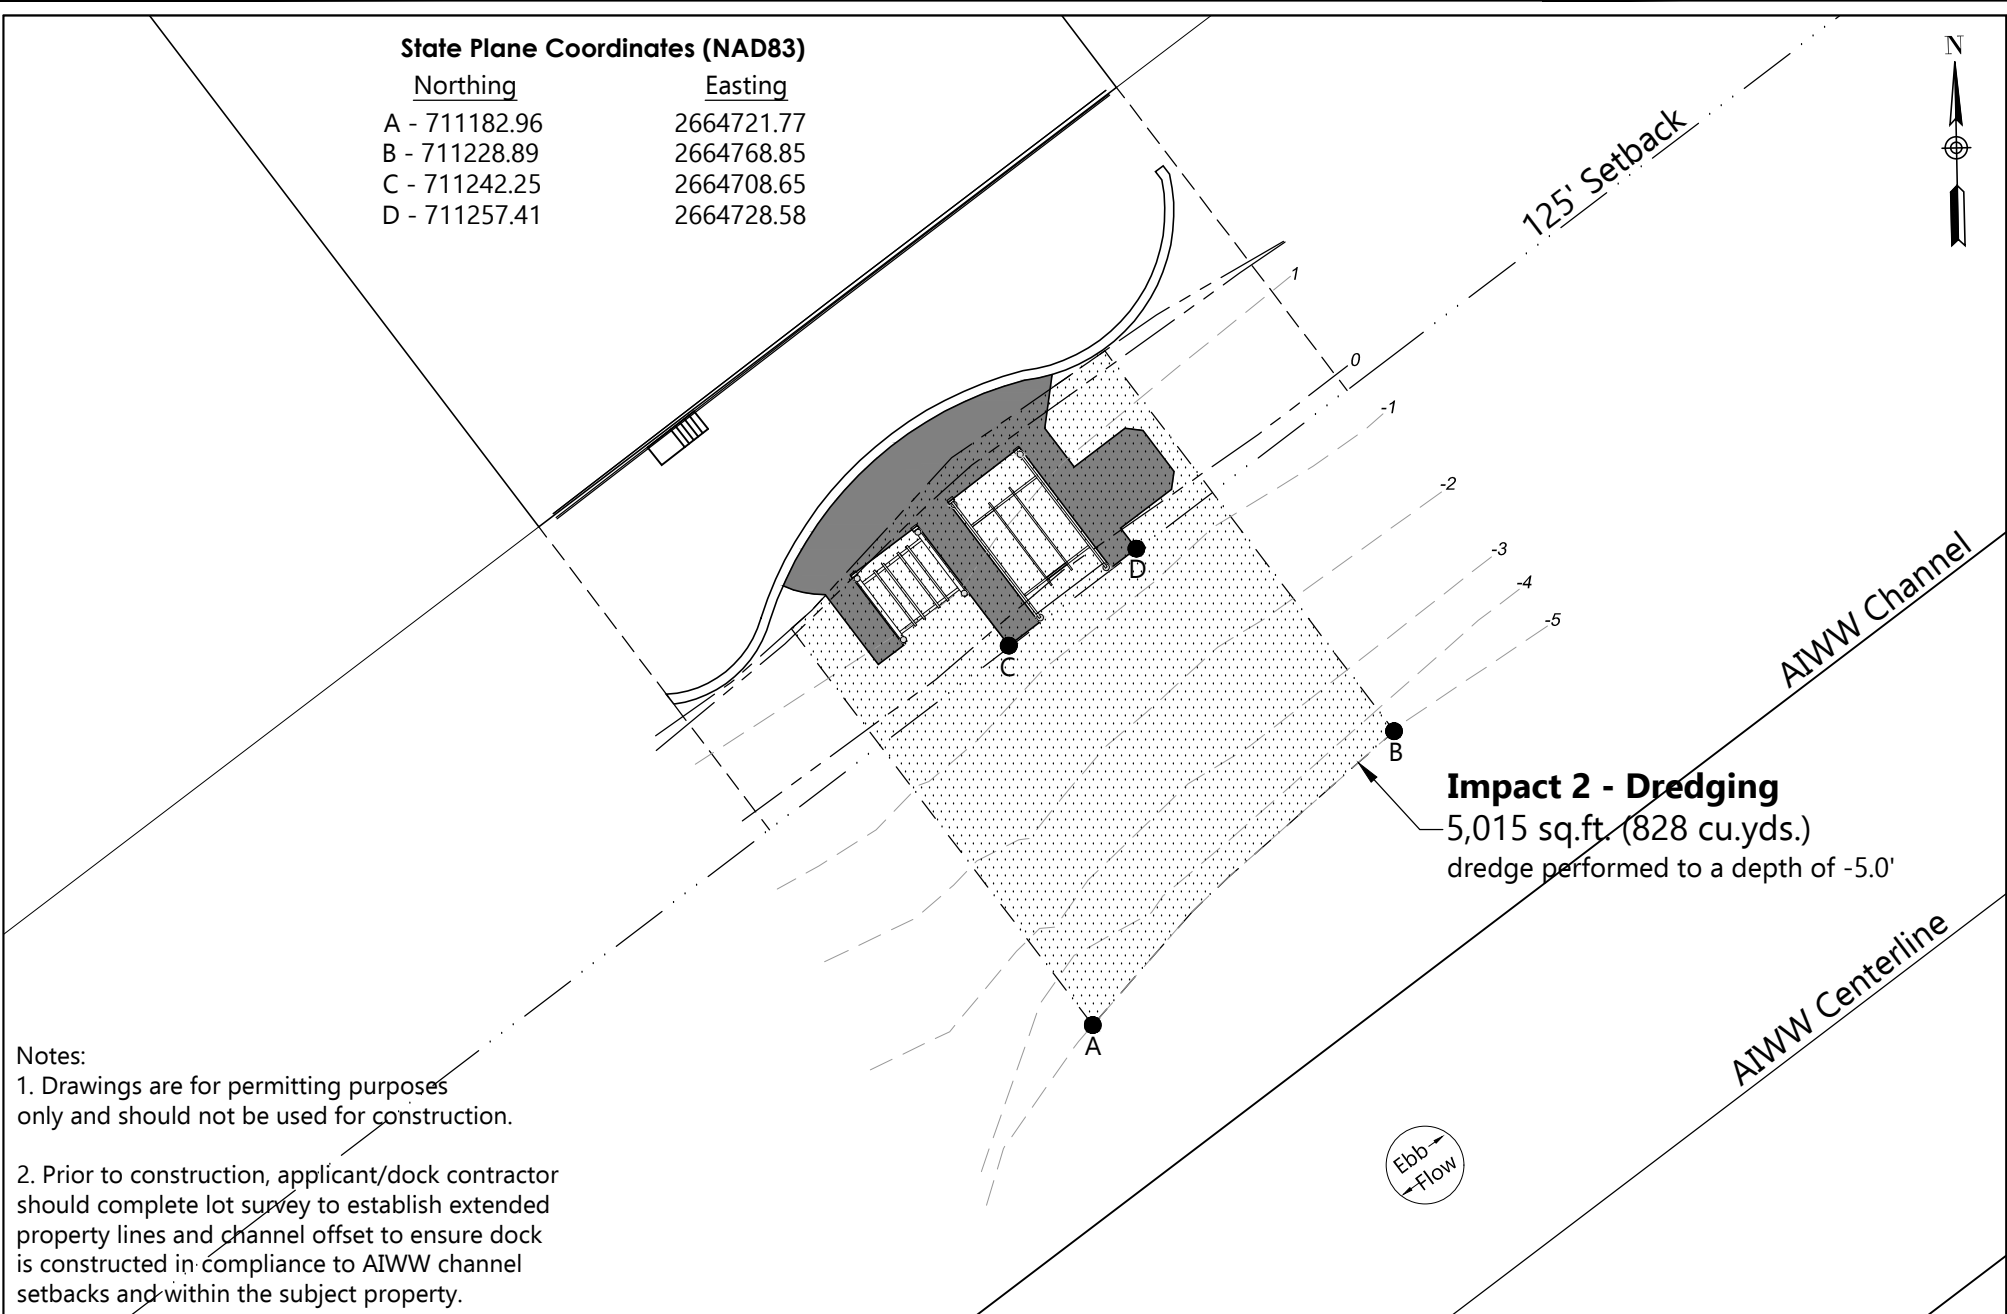 State Plane Coordinates (NAD83)
Northing Easting
A - 711182.96 2664721.77
B - 711228.89 2664768.85
C - 711242.25 2664708.65
D - 711257.41 2664728.58
N
125' Setback
1
0
-1
-2
-3
-4
-5
AIWW Channel
D
C
B
A
Impact 2 - Dredging
5,015 sq.ft. (828 cu.yds.)
dredge performed to a depth of -5.0'
AIWW Centerline
Ebb
Flow
Notes:
1. Drawings are for permitting purposes
only and should not be used for construction.
2. Prior to construction, applicant/dock contractor
should complete lot survey to establish extended
property lines and channel offset to ensure dock
is constructed in compliance to AIWW channel
setbacks and within the subject property.